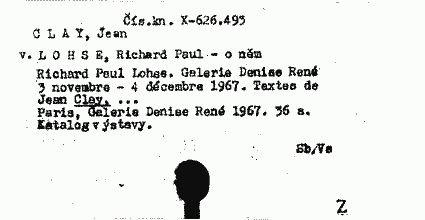 Čís.kn. X-626.495
C L A Y, Jean
v. L O H S E, Richard Paul - o něm
Richard Paul Lohse. Galerie Denise René
3 novembre - 4 décembre 1967. Textes de
Jean Clay, ...
Paris, Galerie Denise René 1967. 36 s.
Katalog výstavy.
Sb/Vs
Z